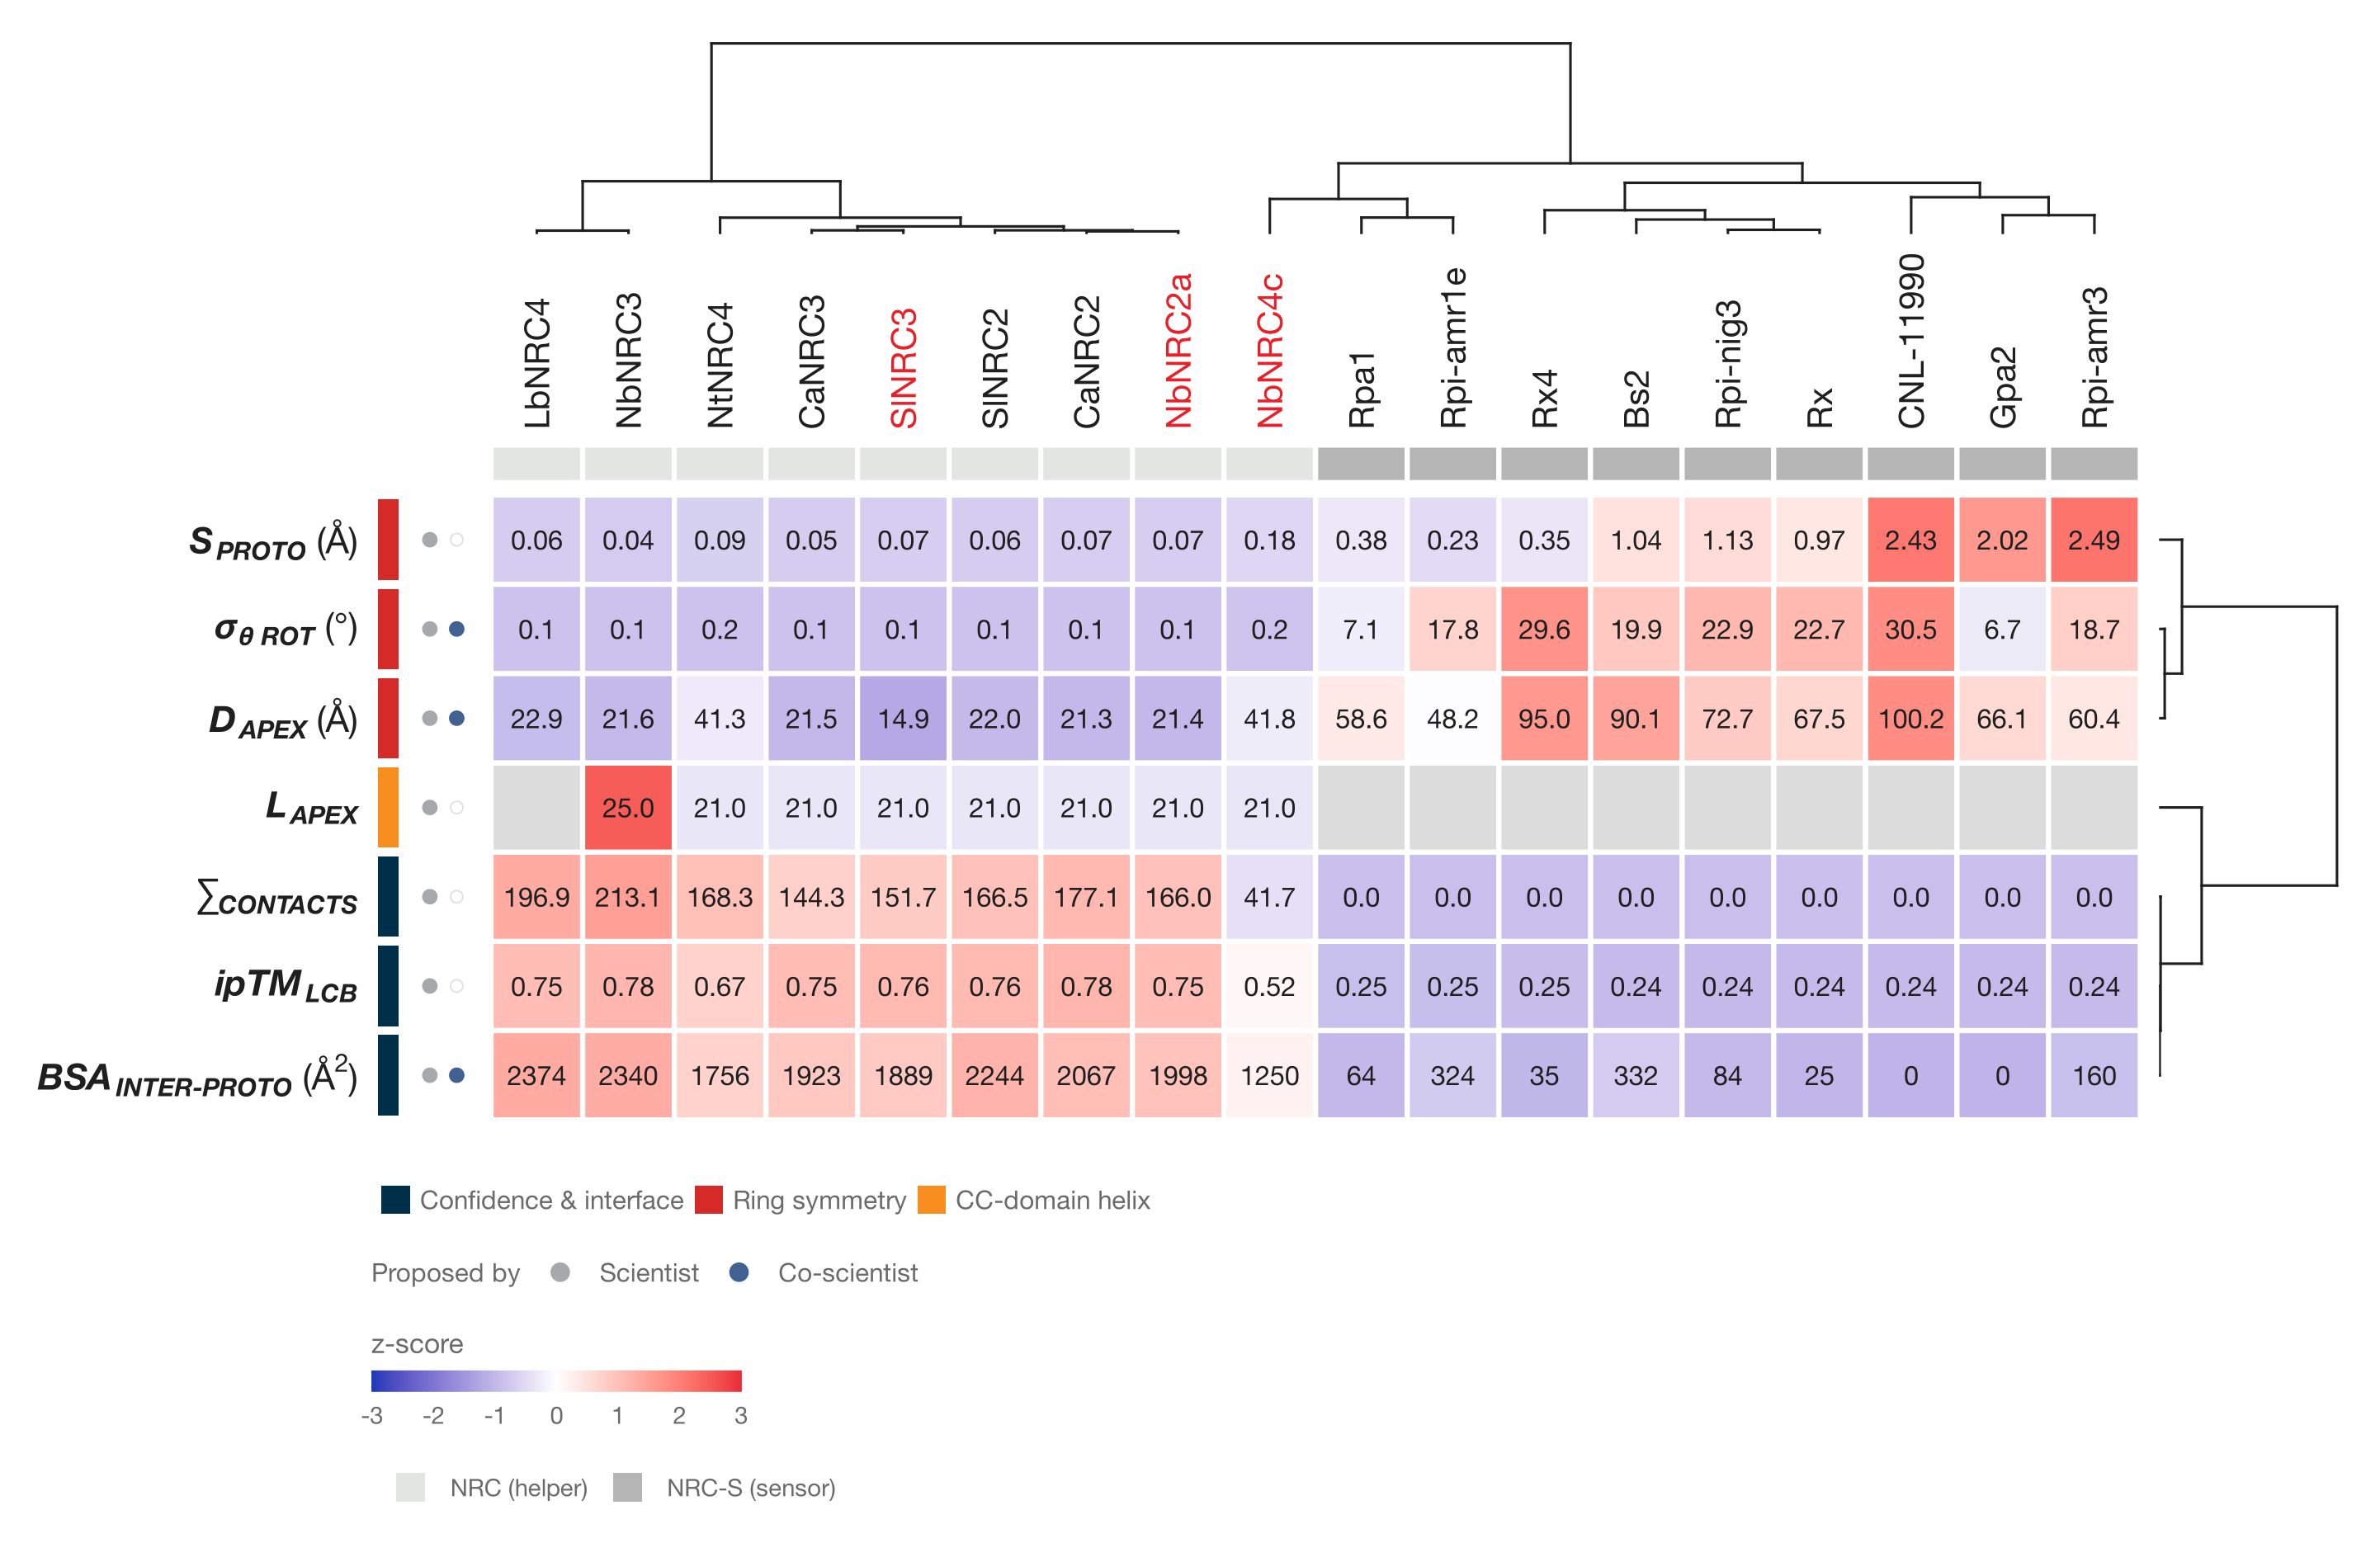 LbNRC4 NbNRC3 NtNRC4 CaNRC3 SlNRC3 SlNRC2 CaNRC2 NbNRC2a NbNRC4c Rpa1 Rpi-amr1e Rx4 Bs2 Rpi-nig3 Rx CNL-11990 Gpa2 Rpi-amr3
S PROTO (Å) 0.06 0.04 0.09 0.05 0.07 0.06 0.07 0.07 0.18 0.38 0.23 0.35 1.04 1.13 0.97 2.43 2.02 2.49
σθ ROT (°) 0.1 0.1 0.2 0.1 0.1 0.1 0.1 0.1 0.2 7.1 17.8 29.6 19.9 22.9 22.7 30.5 6.7 18.7
D APEX (Å) 22.9 21.6 41.3 21.5 14.9 22.0 21.3 21.4 41.8 58.6 48.2 95.0 90.1 72.7 67.5 100.2 66.1 60.4
L APEX 25.0 21.0 21.0 21.0 21.0 21.0 21.0 21.0
∑CONTACTS 196.9 213.1 168.3 144.3 151.7 166.5 177.1 166.0 41.7 0.0 0.0 0.0 0.0 0.0 0.0 0.0 0.0 0.0
ipTM LCB 0.75 0.78 0.67 0.75 0.76 0.76 0.78 0.75 0.52 0.25 0.25 0.25 0.24 0.24 0.24 0.24 0.24 0.24
BSA INTER-PROTO (Å²) 2374 2340 1756 1923 1889 2244 2067 1998 1250 64 324 35 332 84 25 0 0 160
Confidence & interface Ring symmetry CC-domain helix
Proposed by Scientist Co-scientist
z-score
-3 -2 -1 0 1 2 3
NRC (helper) NRC-S (sensor)